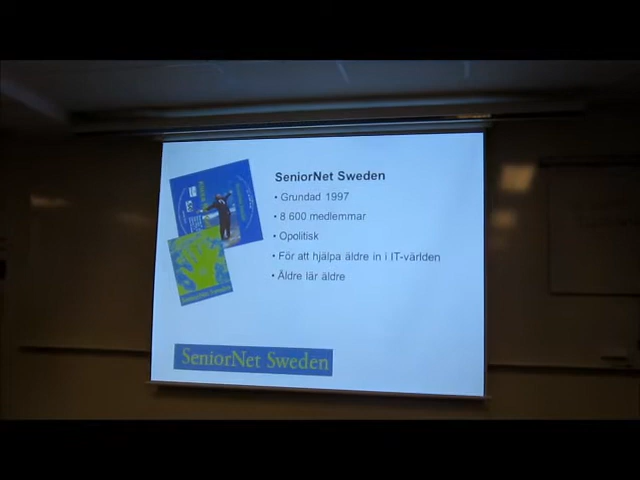 SeniorNet Sweden
• Grundad 1997
• 8 600 medlemmar
• Opolitisk
• För att hjälpa äldre in i IT-världen
• Äldre lär äldre
SeniorNet Sweden